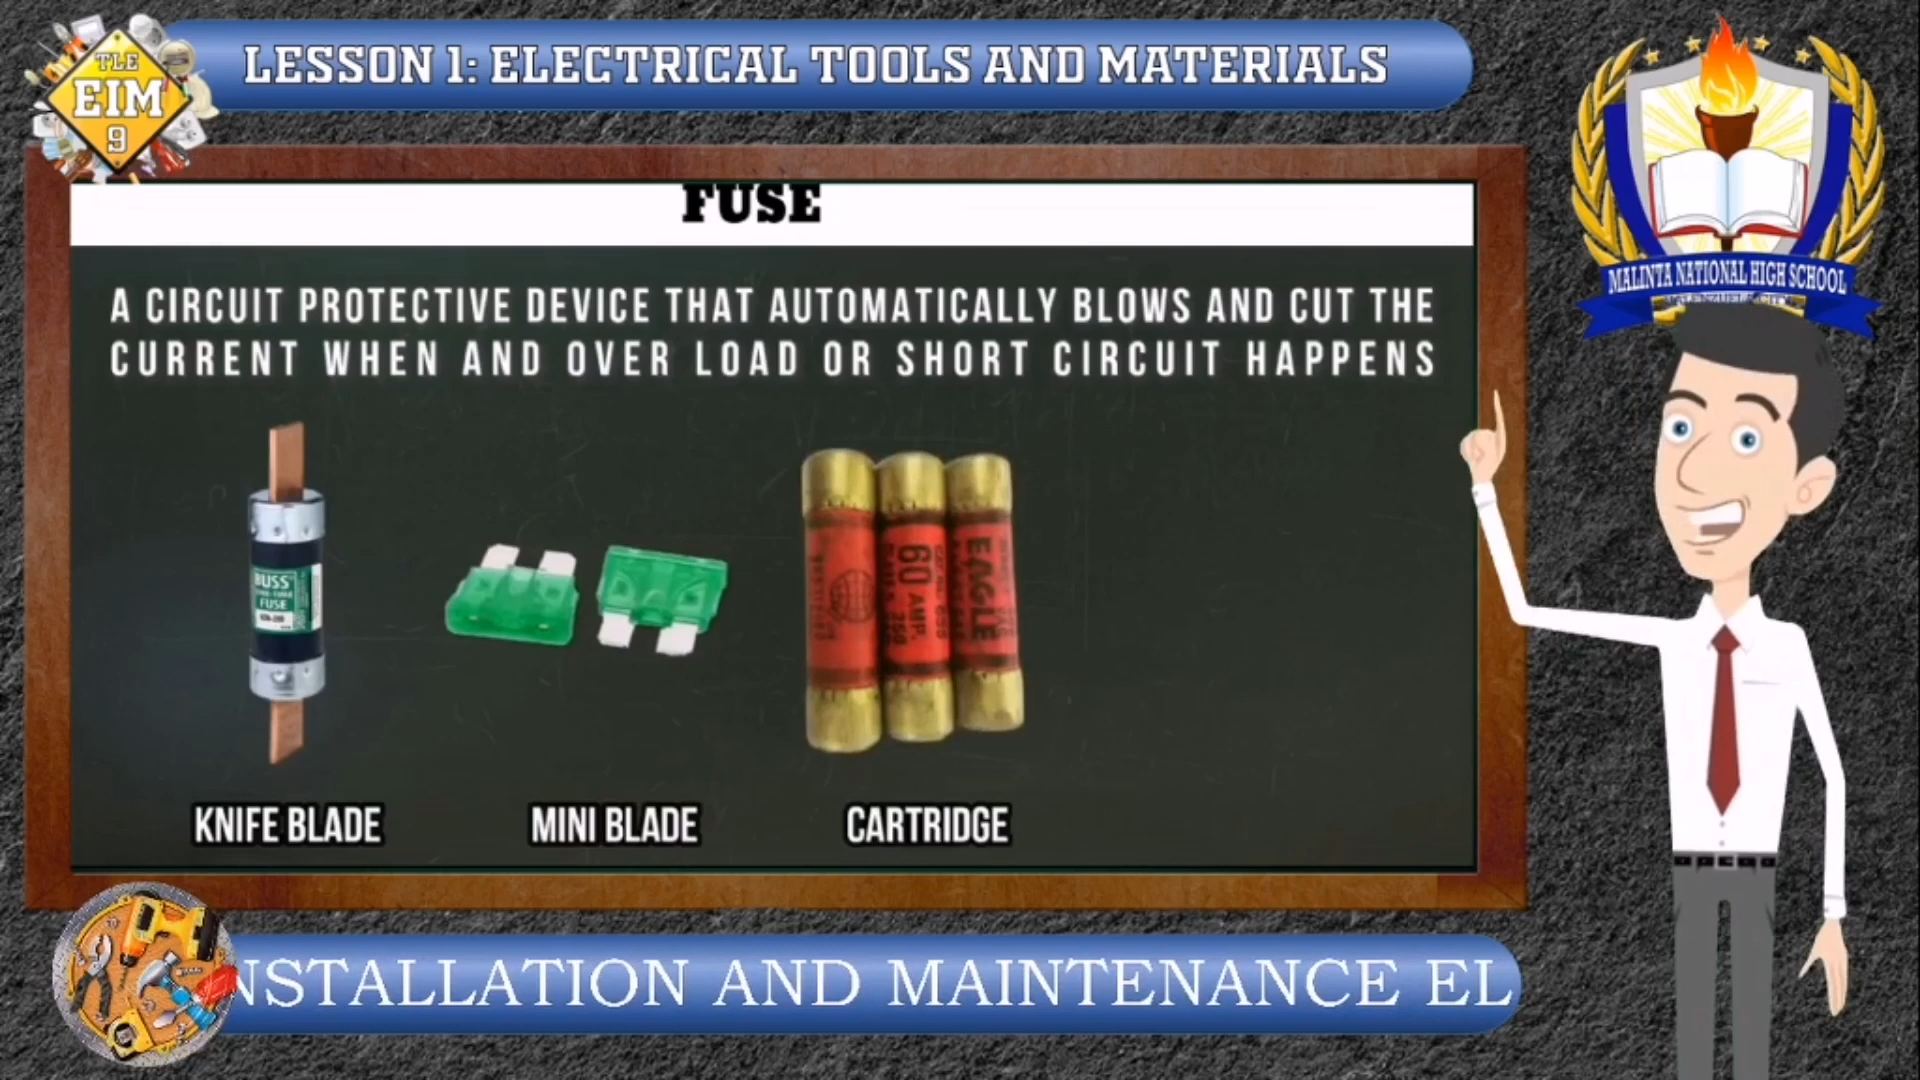 LESSON 1: ELECTRICAL TOOLS AND MATERIALS
TLE
EIM
9
MALINTA NATIONAL HIGH SCHOOL
FUSE
A CIRCUIT PROTECTIVE DEVICE THAT AUTOMATICALLY BLOWS AND CUT THE
CURRENT WHEN AND OVER LOAD OR SHORT CIRCUIT HAPPENS
BUSS
FUSE
60 AMP.
EAGLE
KNIFE BLADE
MINI BLADE
CARTRIDGE
NSTALLATION AND MAINTENANCE EL